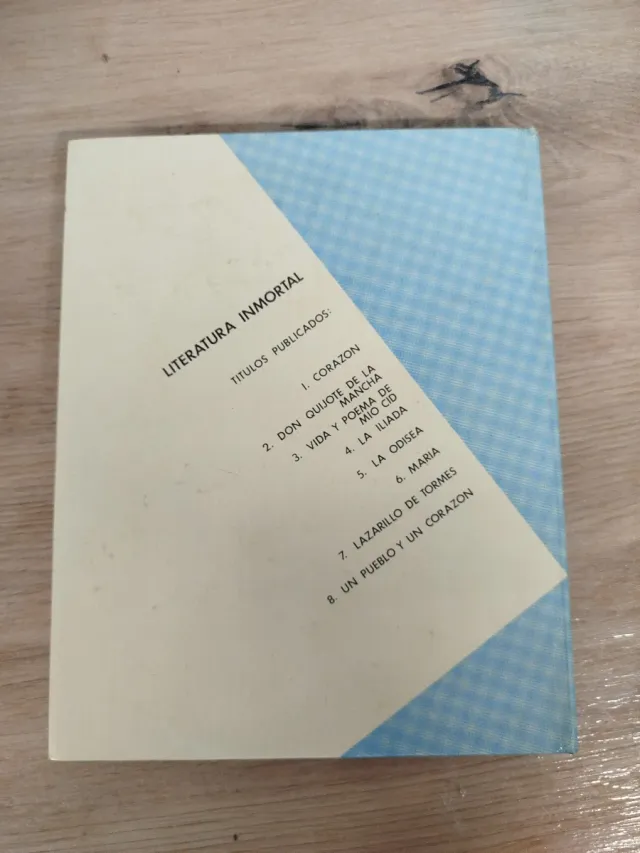 LITERATURA INMORTAL
TITULOS PUBLICADOS:
1. CORAZON
2. DON QUIJOTE DE LA
MANCHA
3. VIDA Y POEMA DE
MIO CID
4. LA ILIADA
5. LA ODISEA
6. MARIA
7. LAZARILLO DE TORMES
8. UN PUEBLO Y UN CORAZON